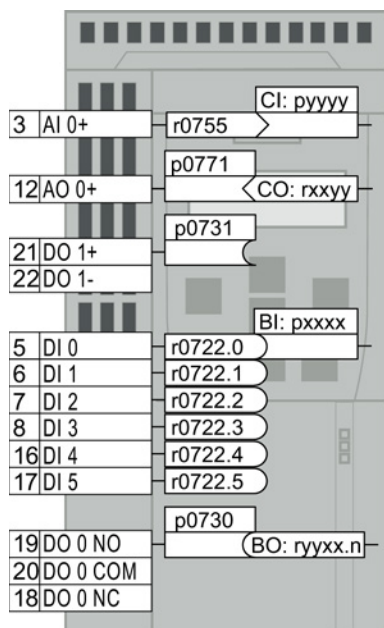 CI: pyyyy
3 AI 0+ r0755
p0771
12 AO 0+ CO: rxxyy
p0731
21 DO 1+
22 DO 1-
BI: pxxxx
5 DI 0 r0722.0
6 DI 1 r0722.1
7 DI 2 r0722.2
8 DI 3 r0722.3
16 DI 4 r0722.4
17 DI 5 r0722.5
p0730
19 DO 0 NO BO: ryyxx.n
20 DO 0 COM
18 DO 0 NC